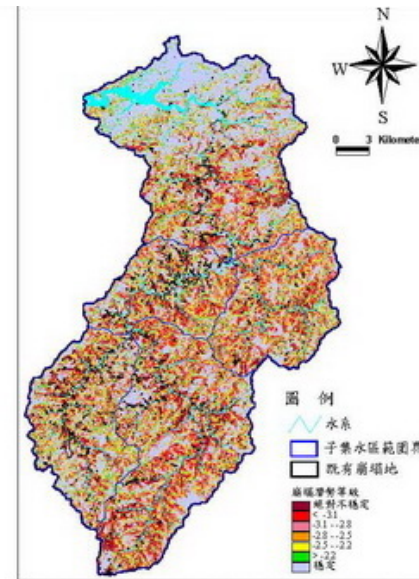 N
W E
S
0 3 Kilomete
圖 例
水系
子集水區範圍界
既有崩塌地
崩塌潛勢等級
絕對不穩定
< -3.1
-3.1 - -2.8
-2.8 - -2.5
-2.5 - -2.2
> -2.2
穩定